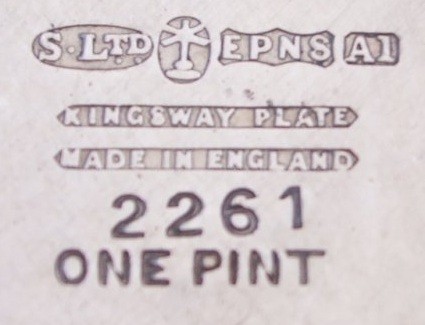 S·LTD EPNS A1
KINGSWAY PLATE
MADE IN ENGLAND
2261
ONE PINT